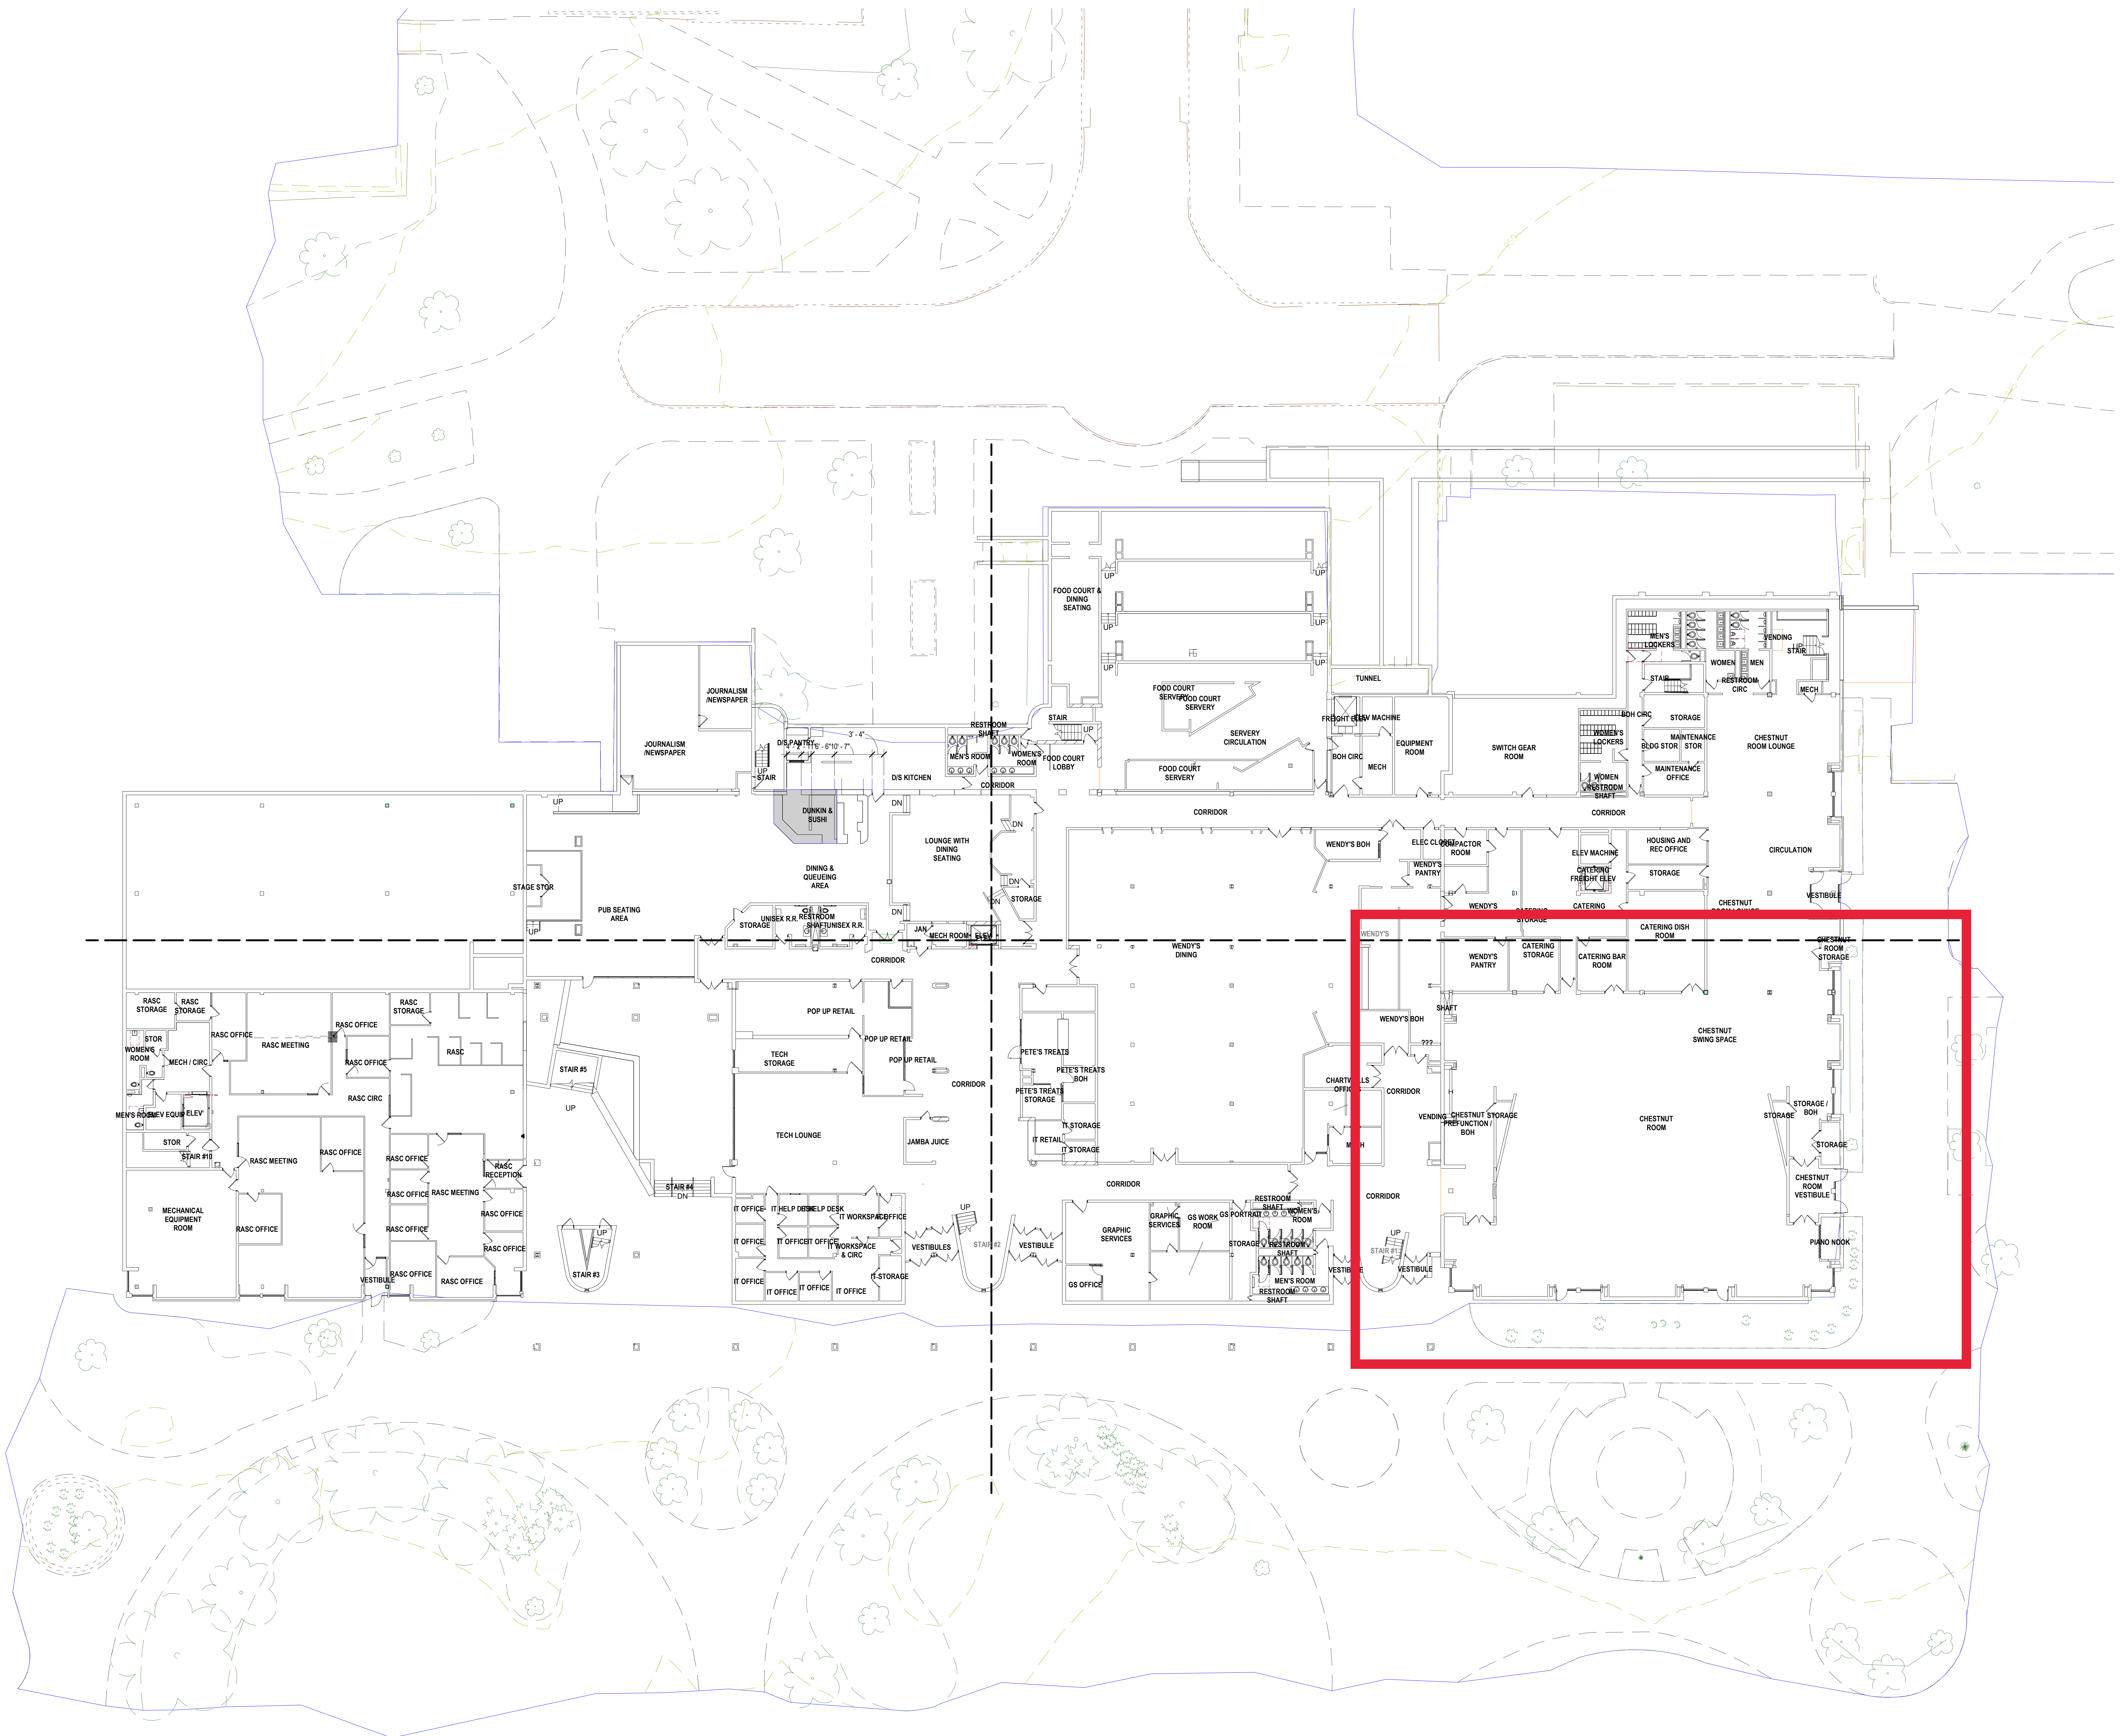 FOOD COURT &
DINING
SEATING
UP
UP
UP
UP
UP
UP
MEN'S
LOCKERS
VENDING
UP
STAIR
WOMEN
MEN
TUNNEL
STAIR
RESTROOM
CIRC
MECH
JOURNALISM
/NEWSPAPER
FOOD COURT
SERVERY
FOOD COURT
SERVERY
FREIGHT ELEV
ELEV MACHINE
BOH CIRC
STORAGE
RESTROOM
SHAFT
STAIR
UP
SERVERY
CIRCULATION
EQUIPMENT
ROOM
SWITCH GEAR
ROOM
WOMEN'S
LOCKERS
MAINTENANCE
STOR
BLDG STOR
CHESTNUT
ROOM LOUNGE
JOURNALISM
/NEWSPAPER
D/S PANTRY
3' - 4"
MEN'S ROOM
WOMEN'S
ROOM
FOOD COURT
LOBBY
BOH CIRC
MECH
FOOD COURT
SERVERY
MAINTENANCE
OFFICE
UP
STAIR
D/S KITCHEN
CORRIDOR
WOMEN
RESTROOM
SHAFT
UP
DUNKIN &
SUSHI
DN
DN
CORRIDOR
CORRIDOR
LOUNGE WITH
DINING
SEATING
WENDY'S BOH
ELEC CLOSET
COMPACTOR
ROOM
ELEV MACHINE
HOUSING AND
REC OFFICE
CIRCULATION
DINING &
QUEUEING
AREA
WENDY'S
PANTRY
CATERING
FREIGHT ELEV
STORAGE
STAGE STOR
DN
DN
STORAGE
VESTIBULE
PUB SEATING
AREA
UP
STORAGE
UNISEX R.R.
RESTROOM
SHAFT
UNISEX R.R.
DN
JAN
MECH ROOM
ELEV
WENDY'S
CATERING
STORAGE
CATERING
CHESTNUT
ROOM LOUNGE
CORRIDOR
WENDY'S
DINING
WENDY'S
WENDY'S
PANTRY
CATERING
STORAGE
CATERING BAR
ROOM
CATERING DISH
ROOM
CHESTNUT
ROOM
STORAGE
RASC
STORAGE
RASC
STORAGE
RASC
STORAGE
RASC OFFICE
RASC OFFICE
RASC MEETING
STOR
WOMEN'S
ROOM
MECH / CIRC
RASC OFFICE
RASC
POP UP RETAIL
POP UP RETAIL
POP UP RETAIL
TECH
STORAGE
SHAFT
WENDY'S BOH
???
CHESTNUT
SWING SPACE
PETE'S TREATS
PETE'S TREATS
BOH
PETE'S TREATS
STORAGE
CHARTWELLS
OFFICES
CORRIDOR
STAIR #5
UP
CORRIDOR
RASC CIRC
MEN'S ROOM
ELEV EQUIP
ELEV
STOR
STAIR #10
RASC MEETING
RASC OFFICE
RASC OFFICE
RASC
RECEPTION
TECH LOUNGE
JAMBA JUICE
IT STORAGE
IT RETAIL
IT STORAGE
MECH
VENDING
CHESTNUT
PREFUNCTION /
BOH
STORAGE
CHESTNUT
ROOM
STORAGE
STORAGE /
BOH
STORAGE
STAIR #4
DN
CORRIDOR
CORRIDOR
CHESTNUT
ROOM
VESTIBULE
RASC OFFICE
RASC MEETING
MECHANICAL
EQUIPMENT
ROOM
RASC OFFICE
RASC OFFICE
RASC OFFICE
RASC OFFICE
UP
STAIR #3
IT OFFICE
IT HELP DESK
IT HELP DESK
IT WORKSPACE
IT OFFICE
IT OFFICE
IT OFFICE
IT OFFICE
IT WORKSPACE
& CIRC
UP
VESTIBULES
STAIR #2
VESTIBULE
GRAPHIC
SERVICES
GRAPHIC
SERVICES
GS WORK
ROOM
GS PORTRAIT
RESTROOM
SHAFT
WOMEN'S
ROOM
STORAGE
RESTROOM
SHAFT
UP
STAIR #1
PIANO NOOK
VESTIBULE
RASC OFFICE
RASC OFFICE
IT OFFICE
IT OFFICE
IT OFFICE
IT OFFICE
IT-STORAGE
GS OFFICE
MEN'S ROOM
RESTROOM
SHAFT
VESTIBULE
VESTIBULE